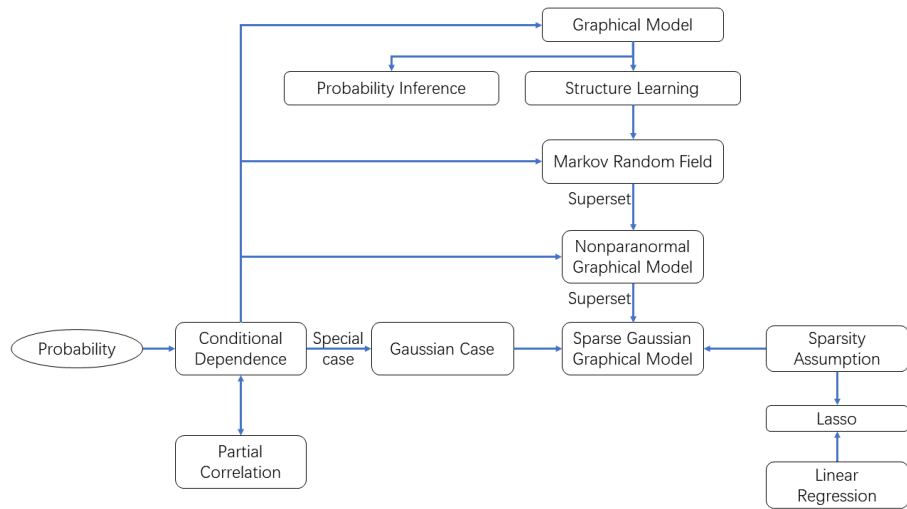 Graphical Model
Probability Inference
Structure Learning
Markov Random Field
Superset
Nonparanormal
Graphical Model
Superset
Probability
Conditional
Dependence
Special
case
Gaussian Case
Sparse Gaussian
Graphical Model
Sparsity
Assumption
Lasso
Partial
Correlation
Linear
Regression